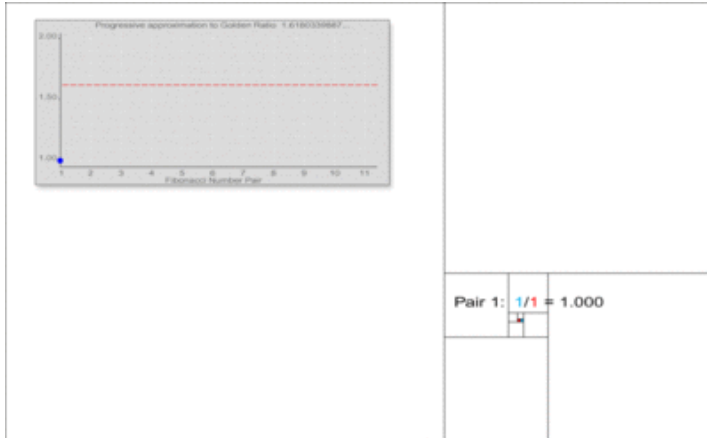 Progressive approximation to Golden Ratio: 1.6180339887...
2.00
1.50
1.00
1 2 3 4 5 6 7 8 9 10 11
Fibonacci Number Pair
Pair 1: 1/1 = 1.000